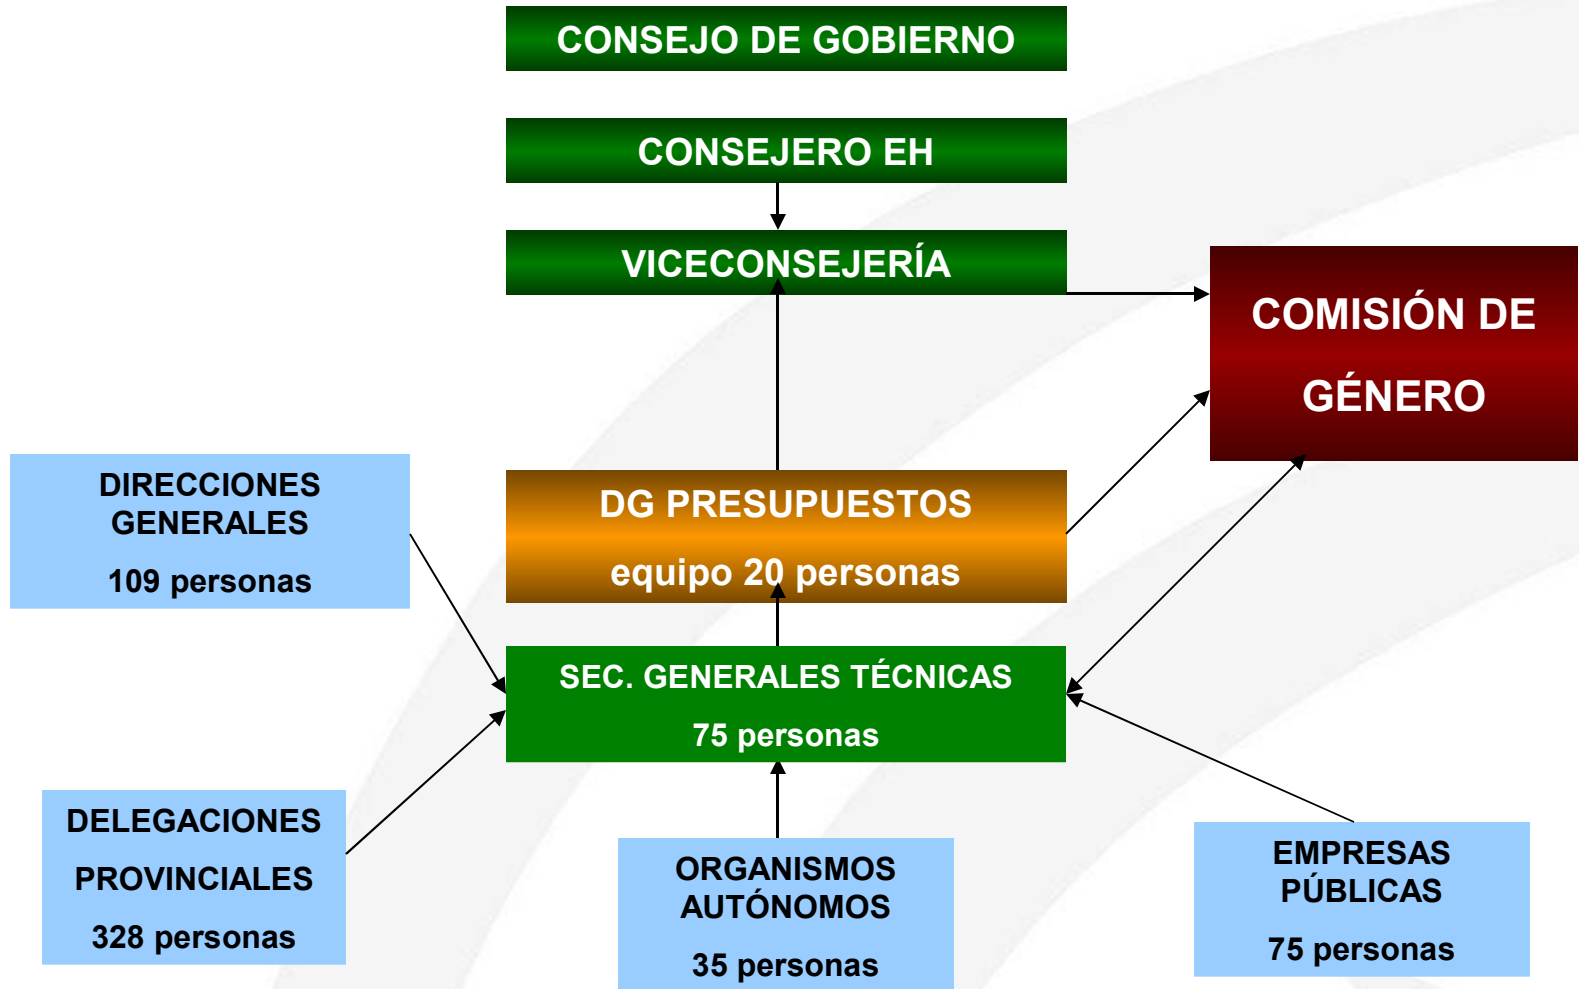 CONSEJO DE GOBIERNO
CONSEJERO EH
VICECONSEJERÍA
COMISIÓN DE
GÉNERO
DIRECCIONES
GENERALES
109 personas
DG PRESUPUESTOS
equipo 20 personas
SEC. GENERALES TÉCNICAS
75 personas
DELEGACIONES
PROVINCIALES
328 personas
ORGANISMOS
AUTÓNOMOS
35 personas
EMPRESAS
PÚBLICAS
75 personas